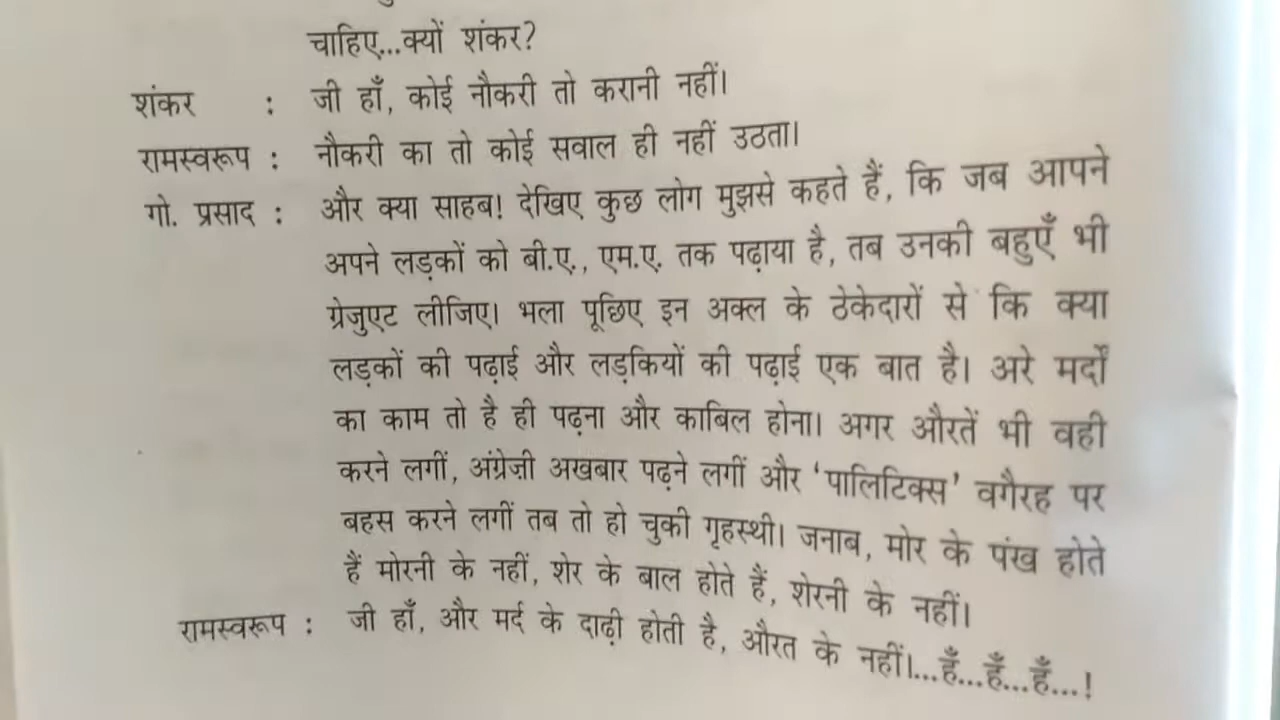 चाहिए...क्यों शंकर?
शंकर : जी हाँ, कोई नौकरी तो करानी नहीं।
रामस्वरूप : नौकरी का तो कोई सवाल ही नहीं उठता।
गो. प्रसाद : और क्या साहब! देखिए कुछ लोग मुझसे कहते हैं, कि जब आपने
अपने लड़कों को बी.ए., एम.ए. तक पढ़ाया है, तब उनकी बहुएँ भी
ग्रेजुएट लीजिए। भला पूछिए इन अक्ल के ठेकेदारों से कि क्या
लड़कों की पढ़ाई और लड़कियों की पढ़ाई एक बात है। अरे मर्दों
का काम तो है ही पढ़ना और काबिल होना। अगर औरतें भी वही
करने लगीं, अंग्रेज़ी अखबार पढ़ने लगीं और ‘पालिटिक्स’ वगैरह पर
बहस करने लगीं तब तो हो चुकी गृहस्थी। जनाब, मोर के पंख होते
हैं मोरनी के नहीं, शेर के बाल होते हैं, शेरनी के नहीं।
रामस्वरूप : जी हाँ, और मर्द के दाढ़ी होती है, औरत के नहीं।...हँ...हँ...हँ...!